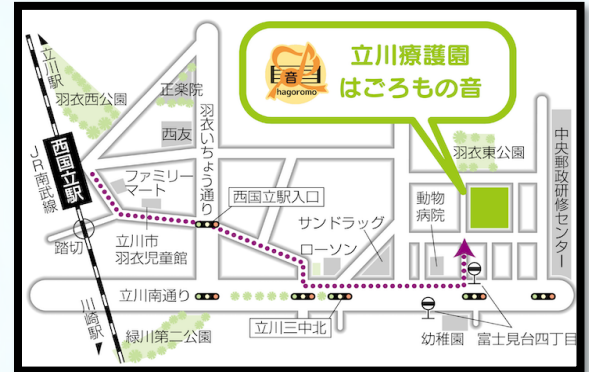 立川療護園
はごろもの音
音
hagoromo
立川駅
羽衣西公園
正楽院
西友
羽衣いちょう通り
西国立駅
JR南武線
ファミリー
マート
西国立駅入口
立川市
羽衣児童館
踏切
サンドラッグ
ローソン
動物
病院
羽衣東公園
中央郵政研修センター
立川南通り
立川三中北
川崎駅
緑川第二公園
幼稚園
富士見台四丁目